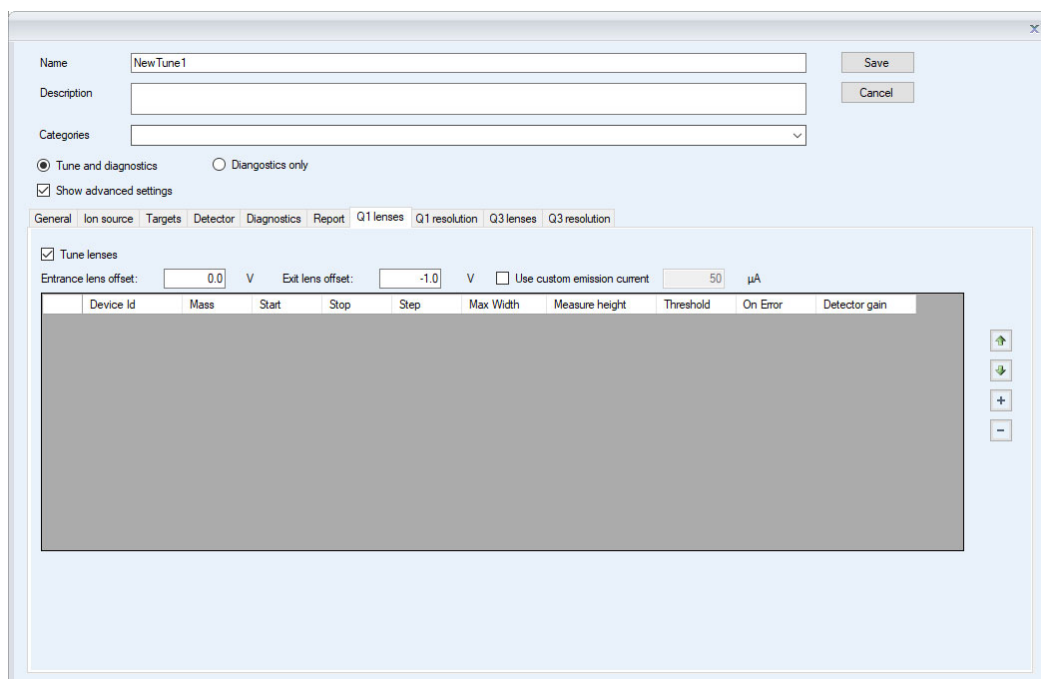 x
Name NewTune1 Save
Description Cancel
Categories
Tune and diagnostics Diangostics only
Show advanced settings
General Ion source Targets Detector Diagnostics Report Q1 lenses Q1 resolution Q3 lenses Q3 resolution
Tune lenses
Entrance lens offset: 0.0 V Exit lens offset: -1.0 V Use custom emission current 50 µA
Device Id Mass Start Stop Step Max Width Measure height Threshold On Error Detector gain